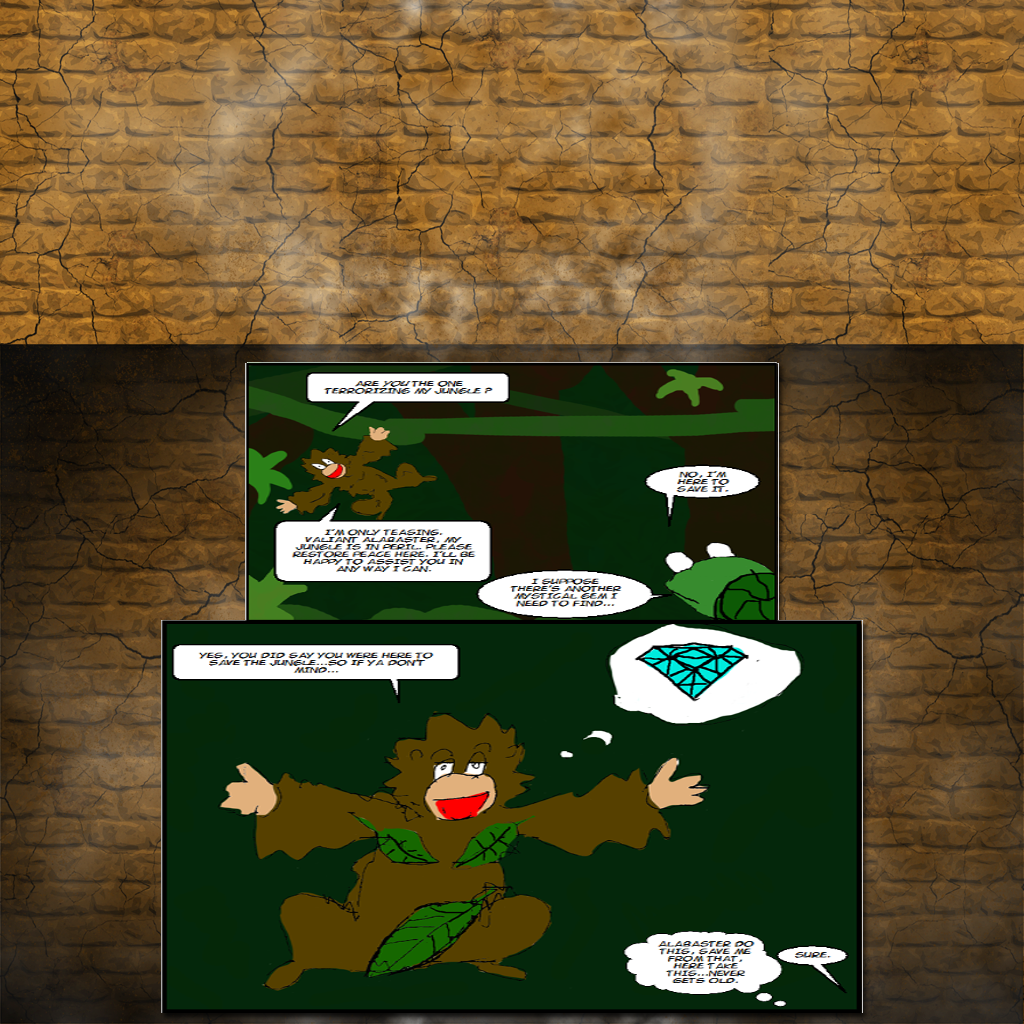 ARE YOU THE ONE
TERRORIZING MY JUNGLE ?
NO, I'M
HERE TO
SAVE IT.
I'M ONLY TEASING.
VALIANT ALABASTER, MY
JUNGLE IS IN PERIL. PLEASE
RESTORE PEACE HERE. I'LL BE
HAPPY TO ASSIST YOU IN
ANY WAY I CAN.
I SUPPOSE
THERE'S ANOTHER
MYSTICAL GEM I
NEED TO FIND...
YES, YOU DID SAY YOU WERE HERE TO
SAVE THE JUNGLE...SO IF YA DON'T
MIND...
ALABASTER DO
THIS, SAVE ME
FROM THAT,
HERE TAKE
THIS...NEVER
GETS OLD.
SURE.